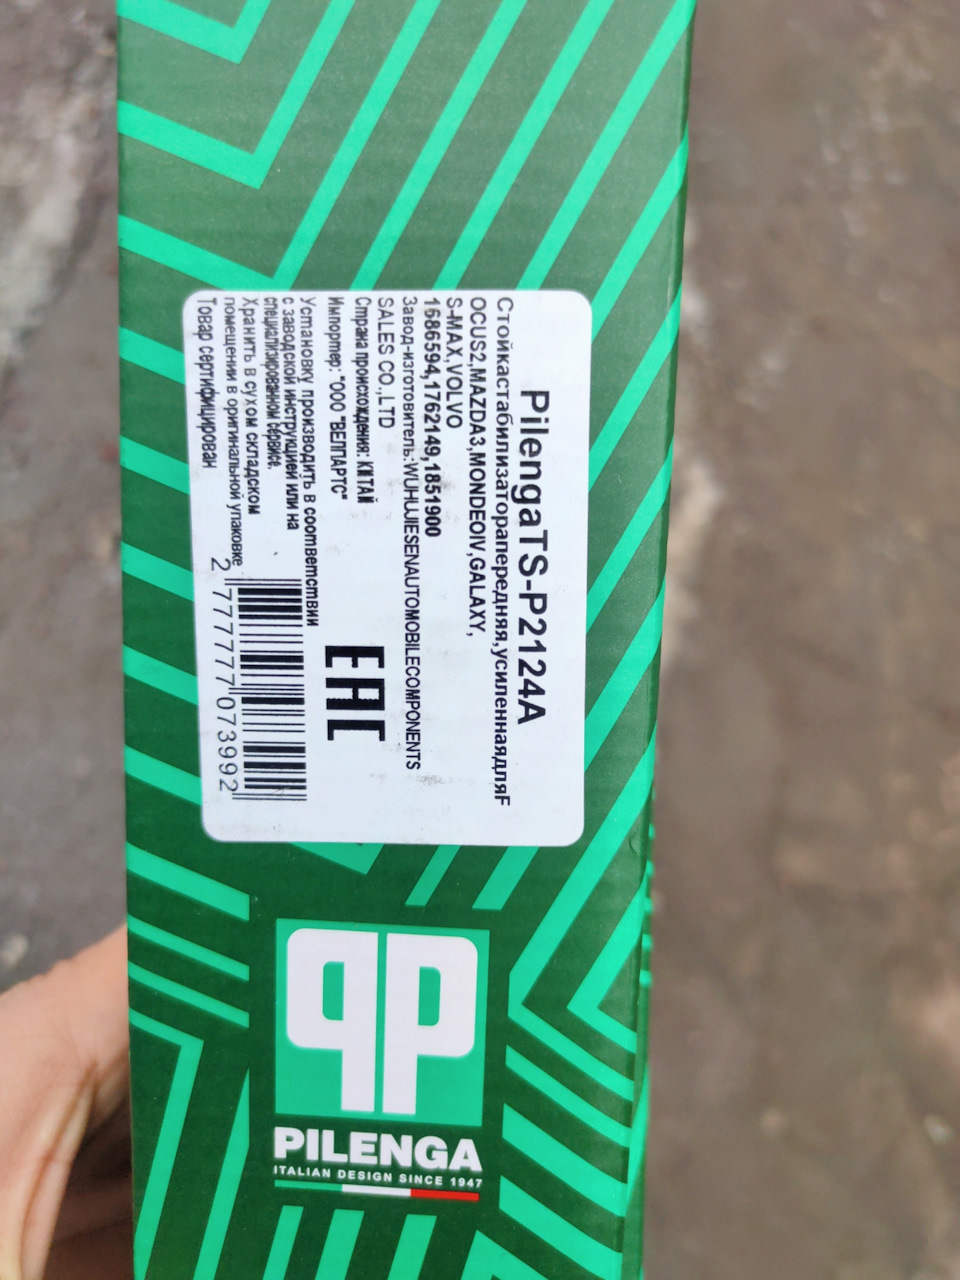 PilengaTS-P2124A
Стойкастабилизаторапередняя,усиленнаядляF
OCUS2,MAZDA3,MONDEOIV,GALAXY,
S-MAX,VOLVO
1686594,1762149,1851900
Завод-изготовитель:WUHUJIESENAUTOMOBILECOMPONENTS
SALES CO.,LTD
Страна происхождения: КИТАЙ
Импортер: "ООО "ВЕЛПАРТС"
Установку производить в соответствии
с заводской инструкцией или на
специализированном сервисе.
Хранить в сухом складском
помещении в оригинальной упаковке
Товар сертифицирован
EAC
2 777777 073992
PILENGA
ITALIAN DESIGN SINCE 1947